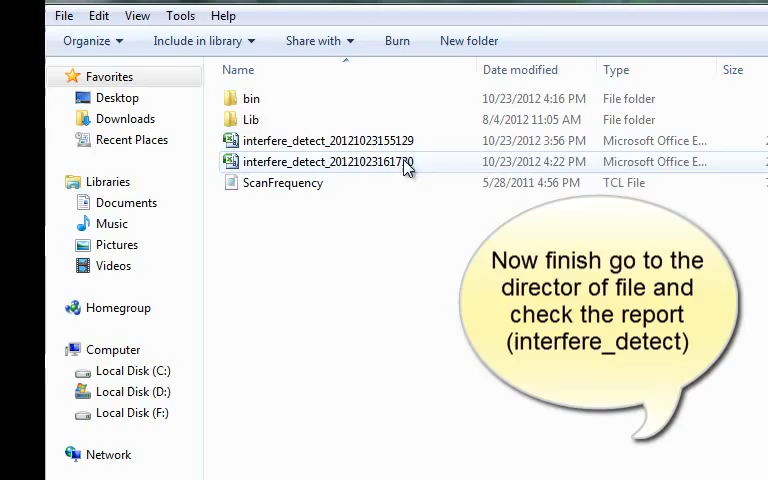 File Edit View Tools Help
Organize Include in library Share with Burn New folder
Favorites
Desktop
Downloads
Recent Places
Libraries
Documents
Music
Pictures
Videos
Homegroup
Computer
Local Disk (C:)
Local Disk (D:)
Local Disk (F:)
Network
Name Date modified Type Size
bin 10/23/2012 4:16 PM File folder
Lib 8/4/2012 11:05 AM File folder
interfere_detect_20121023155129 10/23/2012 3:56 PM Microsoft Office E...
10/23/2012 4:22 PM Microsoft Office E...
ScanFrequency 5/28/2011 4:56 PM TCL File
Now finish go to the
director of file and
check the report
(interfere_detect)